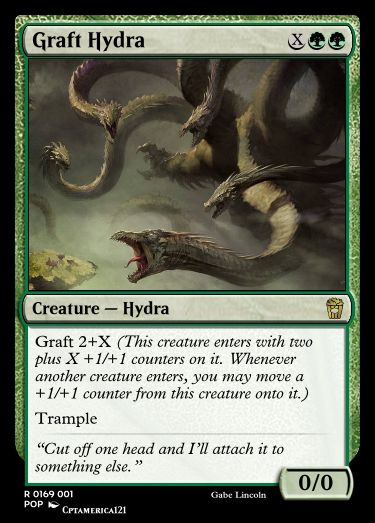 Graft Hydra X
Creature — Hydra
Graft 2+X (This creature enters with two
plus X +1/+1 counters on it. Whenever
another creature enters, you may move a
+1/+1 counter from this creature onto it.)
Trample
“Cut off one head and I’ll attach it to
something else.”
0/0
R 0169 001
POP Cptamerica121
Gabe Lincoln